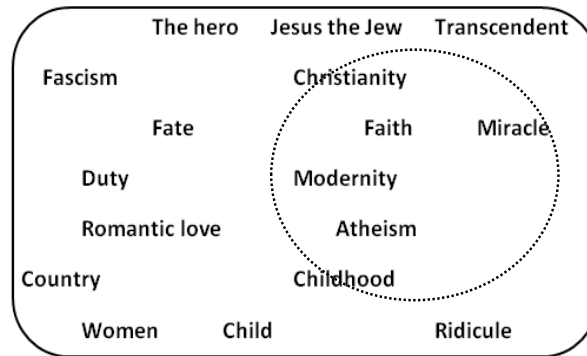 The hero Jesus the Jew Transcendent
Fascism Christianity
Fate Faith Miracle
Duty Modernity
Romantic love Atheism
Country Childhood
Women Child Ridicule